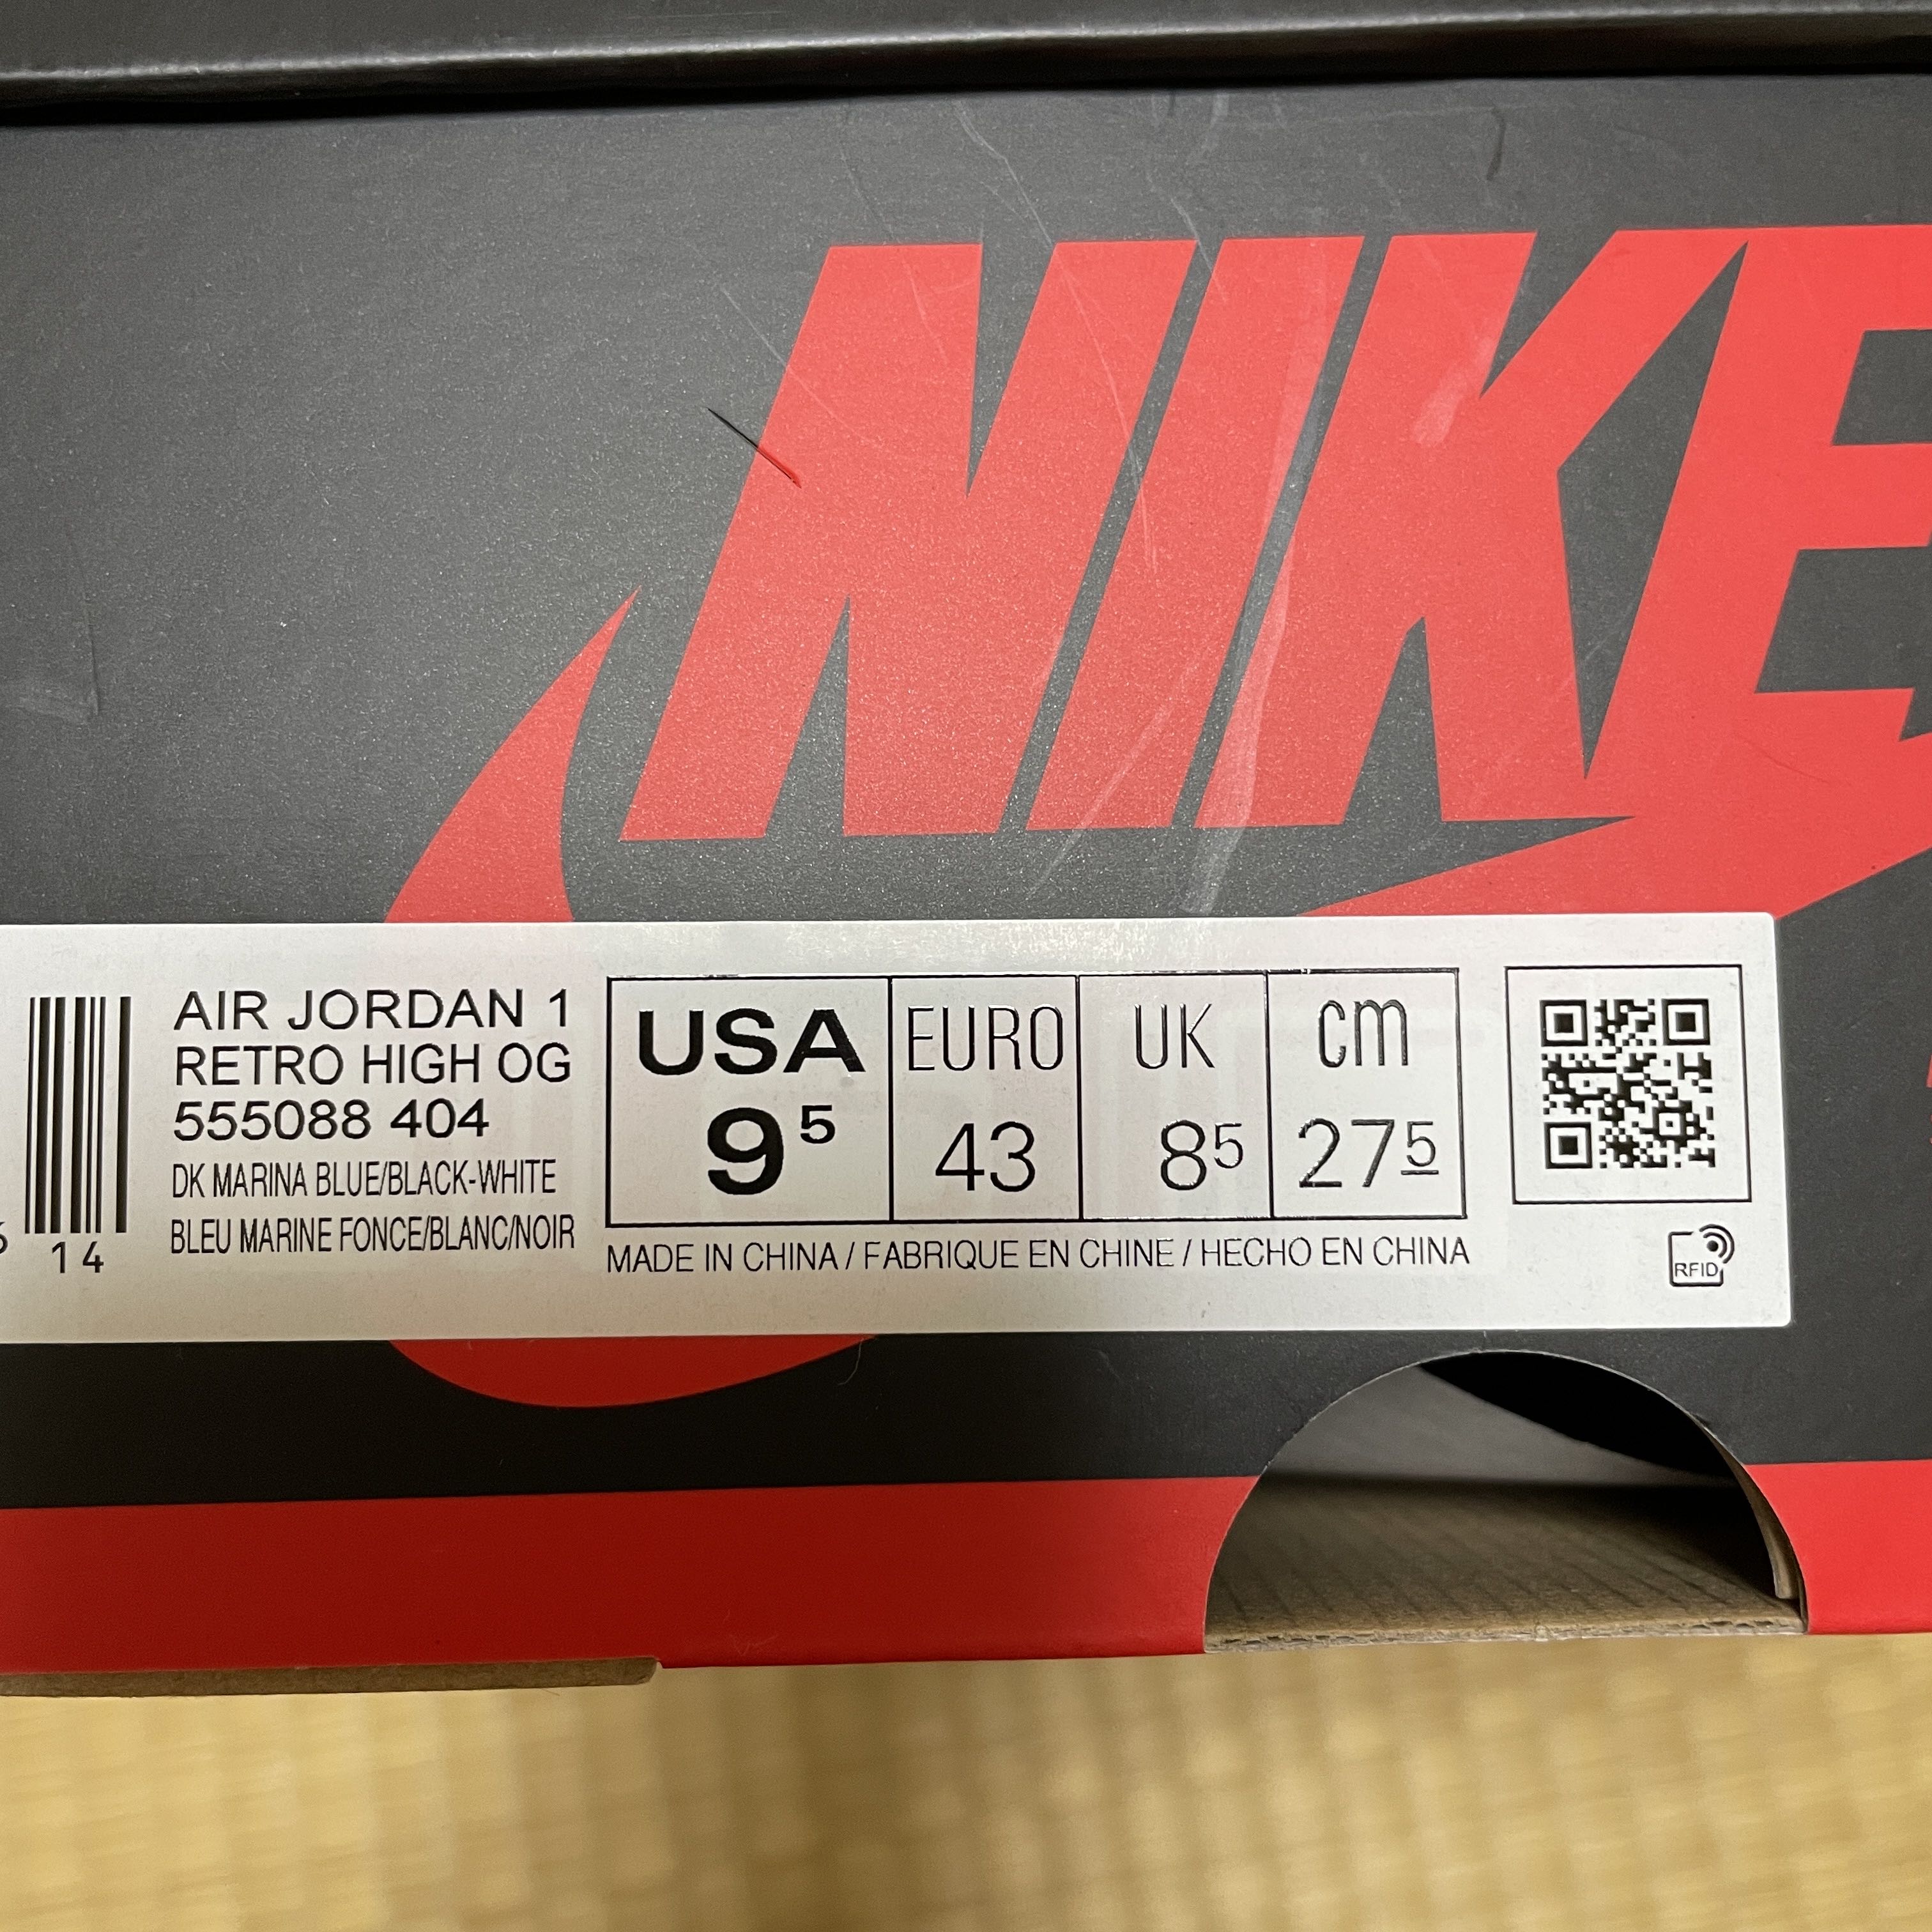 NIKE
AIR JORDAN 1
RETRO HIGH OG
555088 404
DK MARINA BLUE/BLACK-WHITE
BLEU MARINE FONCE/BLANC/NOIR
14
USA EURO UK cm
9⁵ 43 8⁵ 27⁵
MADE IN CHINA / FABRIQUE EN CHINE / HECHO EN CHINA
RFID